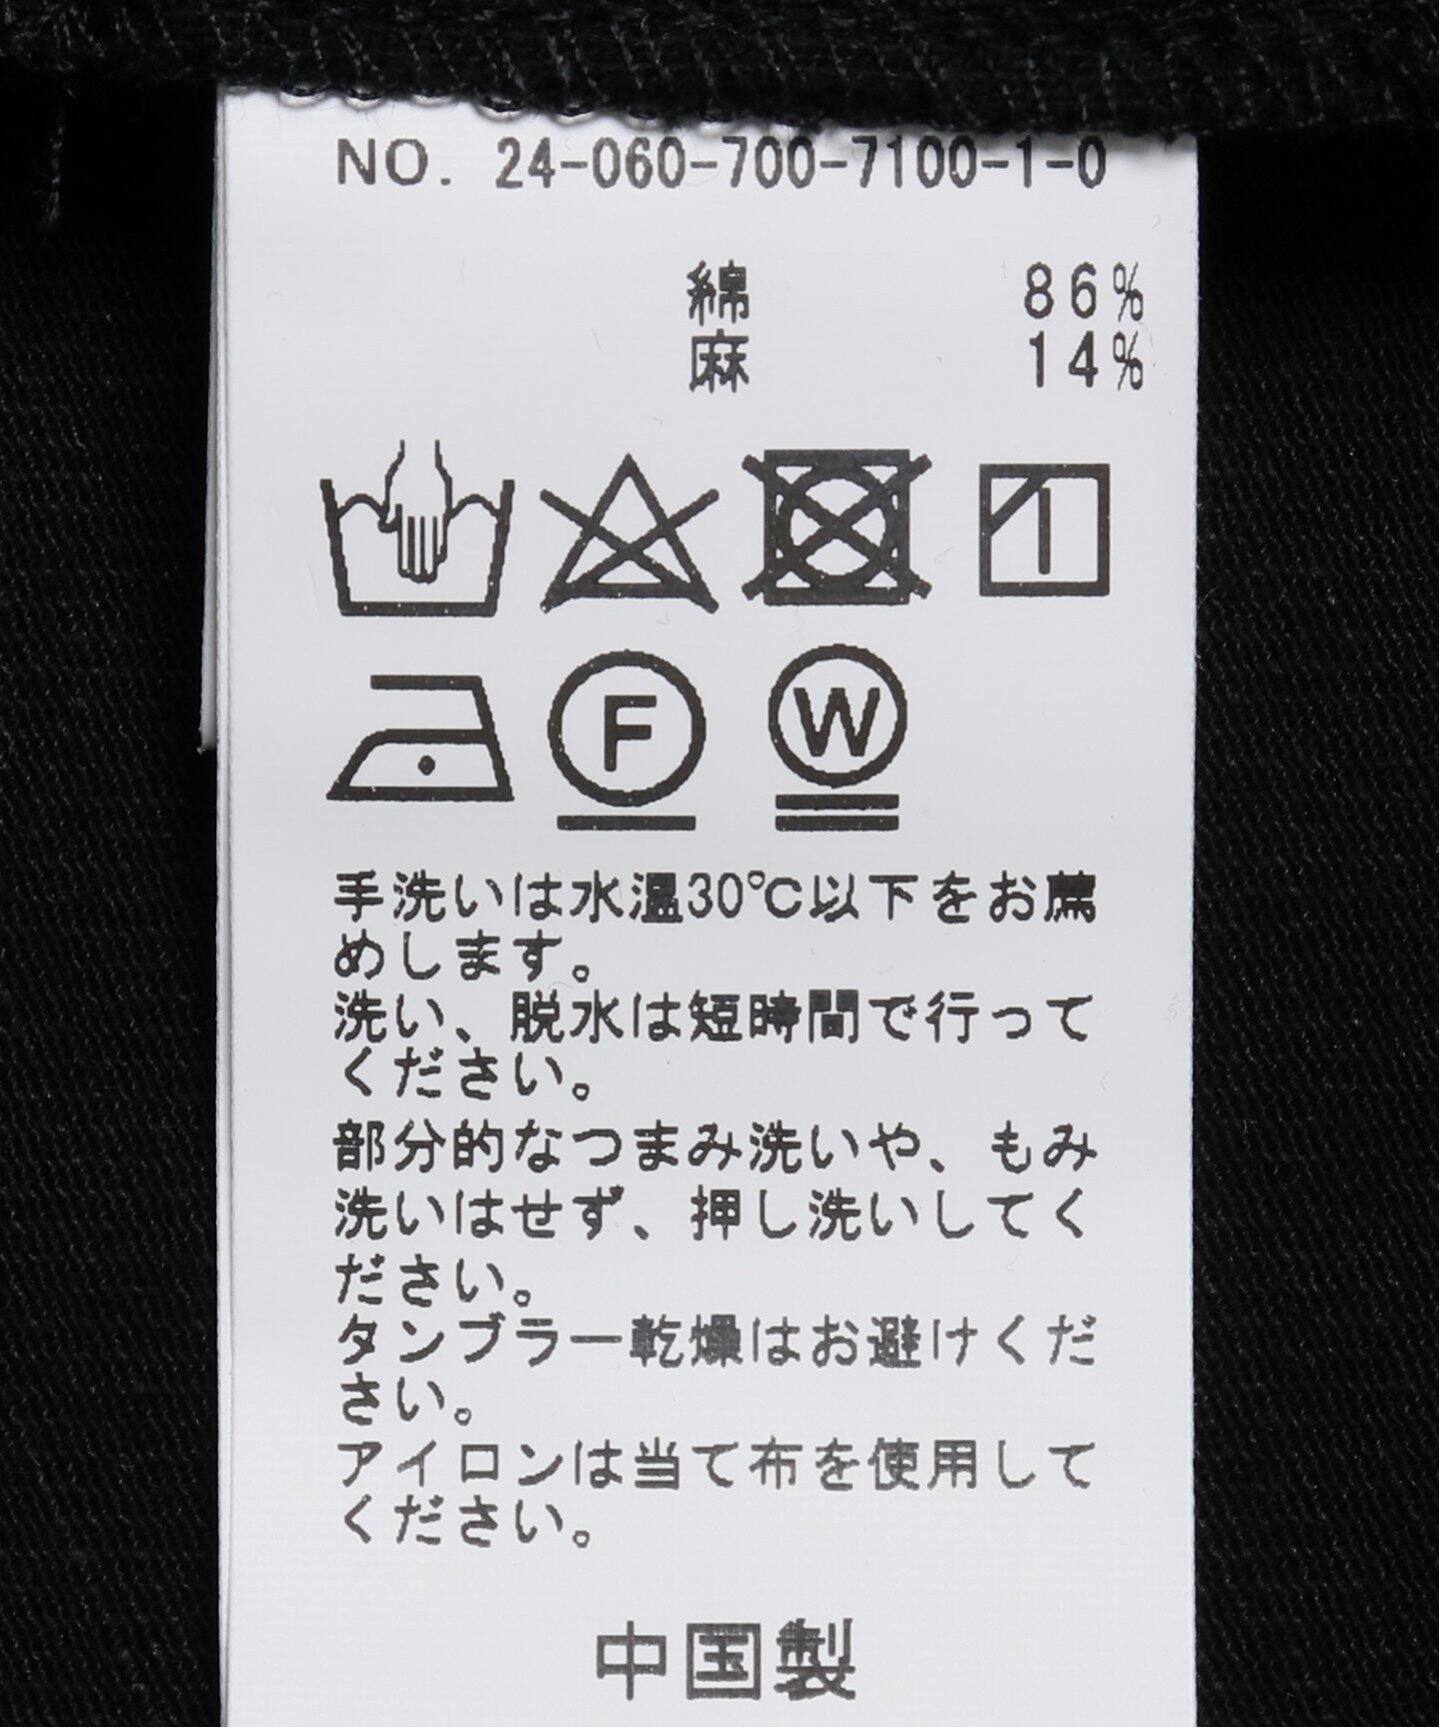 NO. 24-060-700-7100-1-0
綿 86%
麻 14%
F W
手洗いは水温30℃以下をお薦
めします。
洗い、脱水は短時間で行って
ください。
部分的なつまみ洗いや、もみ
洗いはせず、押し洗いしてく
ださい。
タンブラー乾燥はお避けくだ
さい。
アイロンは当て布を使用して
ください。
中国製